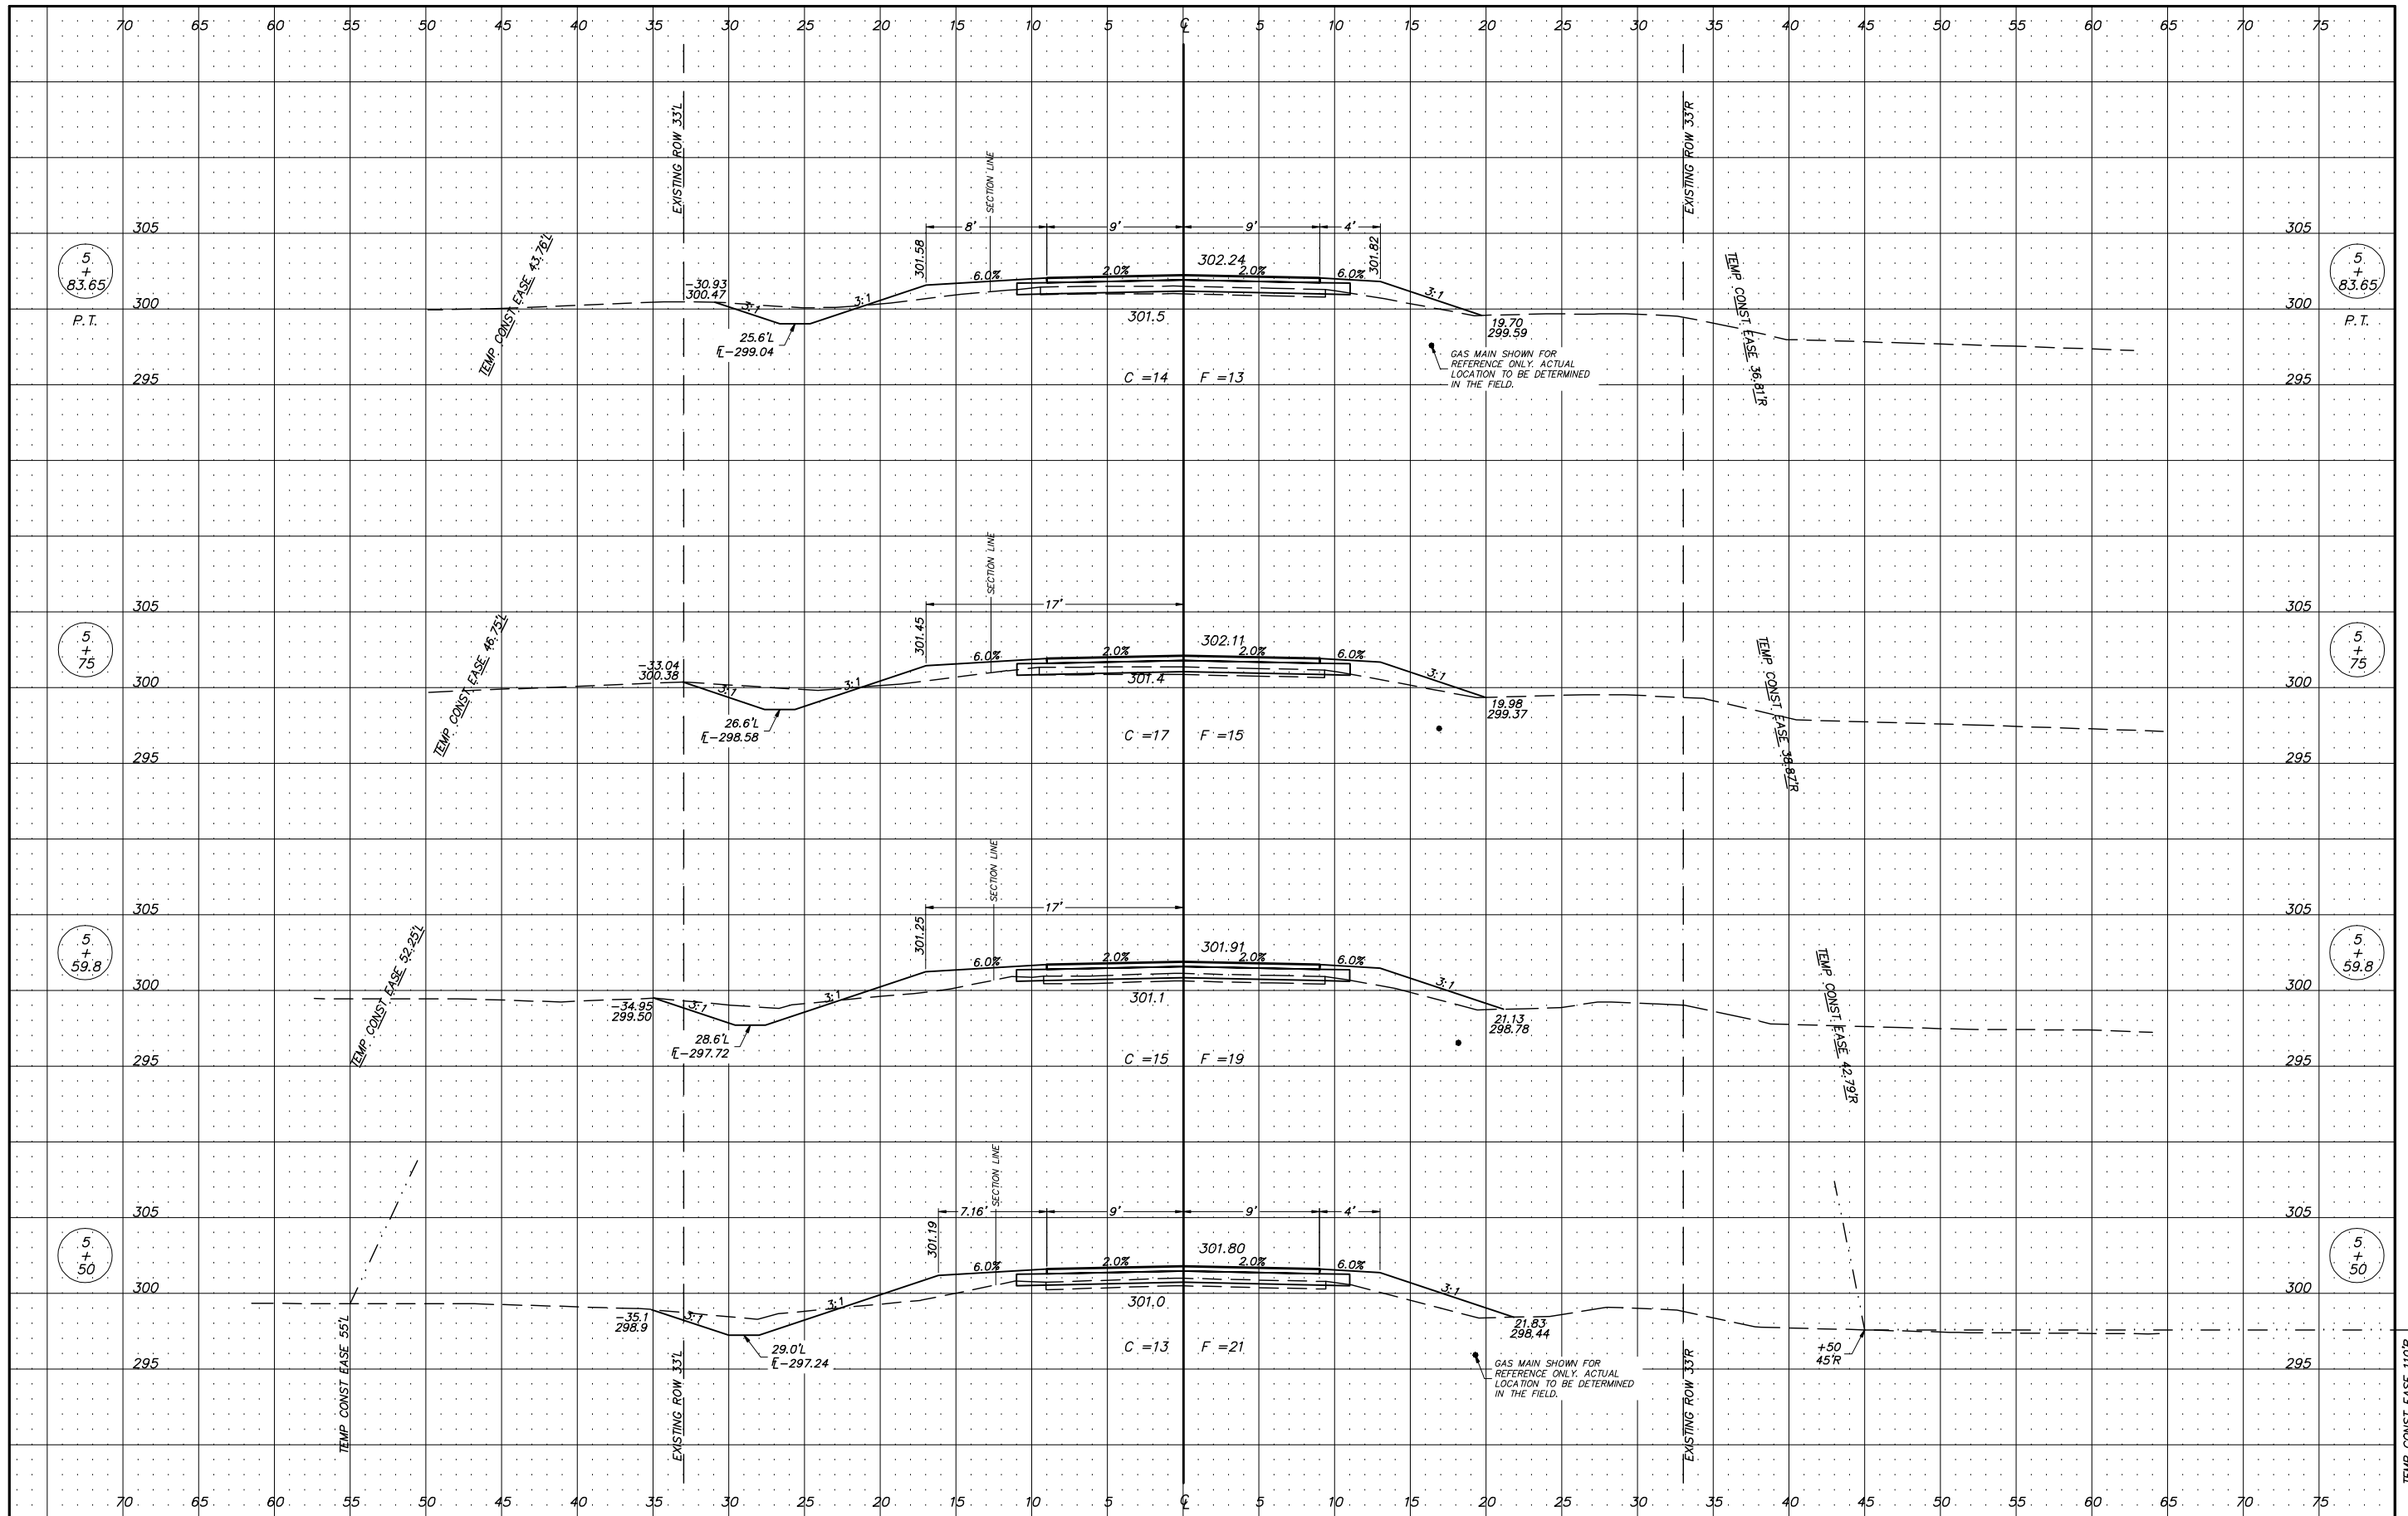 70 65 60 55 50 45 40 35 30 25 20 15 10 5 ℄ 5 10 15 20 25 30 35 40 45 50 55 60 65 70 75
EXISTING ROW 33'L
EXISTING ROW 33'R
SECTION LINE
305
305
8'
9'
9'
4'
5
+
83.65
P.T.
TEMP. CONST. EASE. 43.76'L
301.58
6.0%
2.0%
302.24
2.0%
6.0%
301.82
TEMP. CONST. EASE 36.81'R
5
+
83.65
P.T.
-30.93
300.47
3:1
3:1
3:1
300
300
301.5
19.70
299.59
25.6'L
FL-299.04
GAS MAIN SHOWN FOR
REFERENCE ONLY. ACTUAL
LOCATION TO BE DETERMINED
IN THE FIELD.
295
C =14
F =13
295
SECTION LINE
305
305
17'
5
+
75
TEMP. CONST. EASE. 46.75'L
301.45
6.0%
2.0%
302.11
2.0%
6.0%
TEMP. CONST. EASE 38.87'R
5
+
75
-33.04
300.38
3:1
3:1
3:1
300
300
301.4
19.98
299.37
26.6'L
FL-298.58
C =17
F =15
295
295
SECTION LINE
305
305
17'
5
+
59.8
TEMP. CONST. EASE. 52.25'L
301.25
6.0%
2.0%
301.91
2.0%
6.0%
TEMP. CONST. EASE 42.79'R
5
+
59.8
300
300
-34.95
299.50
3:1
3:1
3:1
301.1
21.13
298.78
28.6'L
FL-297.72
C =15
F =19
295
295
SECTION LINE
305
305
7.16'
9'
9'
4'
5
+
50
301.19
6.0%
2.0%
301.80
2.0%
6.0%
5
+
50
300
300
-35.1
298.9
3:1
3:1
3:1
301.0
21.83
298.44
29.0'L
FL-297.24
C =13
F =21
+50
45'R
GAS MAIN SHOWN FOR
REFERENCE ONLY. ACTUAL
LOCATION TO BE DETERMINED
IN THE FIELD.
295
295
TEMP CONST EASE 55'L
EXISTING ROW 33'L
EXISTING ROW 33'R
TEMP CONST. EASE 110'R
70 65 60 55 50 45 40 35 30 25 20 15 10 5 ℄ 5 10 15 20 25 30 35 40 45 50 55 60 65 70 75